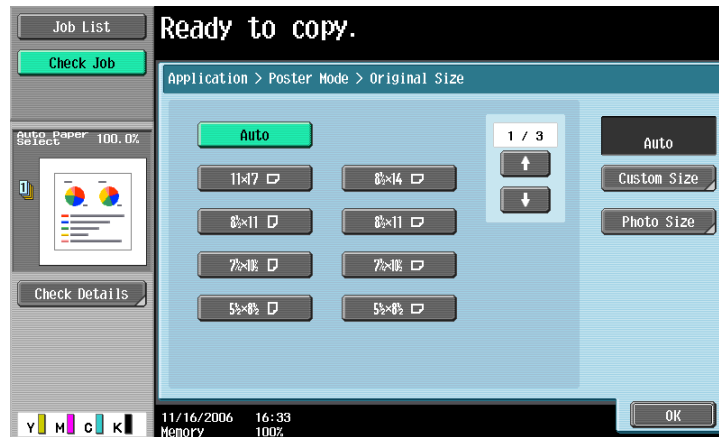 Job List
Check Job
Ready to copy.
Application > Poster Mode > Original Size
Auto Paper Select 100.0%
1
Check Details
Auto
11×17
8½×14
8½×11
8½×11
7¼×10½
7¼×10½
5½×8½
5½×8½
1 / 3
Auto
Custom Size
Photo Size
Y M C K
11/16/2006 16:33
Memory 100%
OK